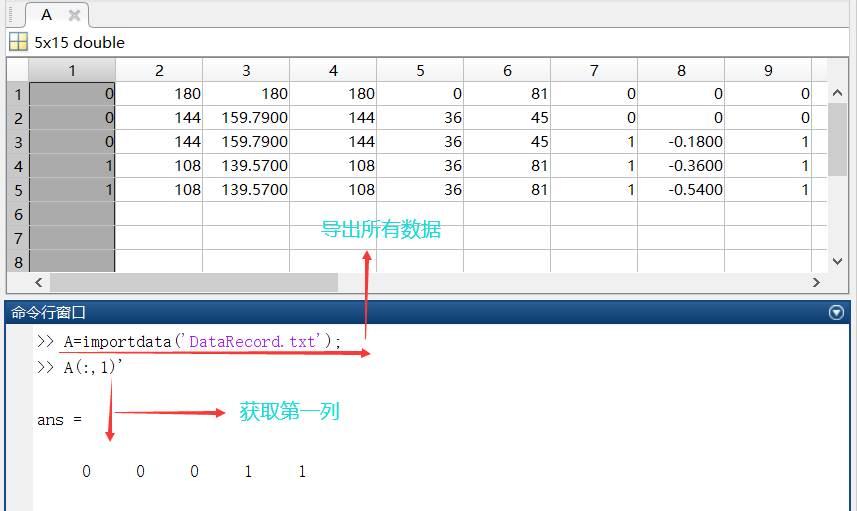 A
5x15 double
1 2 3 4 5 6 7 8 9
1 0 180 180 180 0 81 0 0 0
2 0 144 159.7900 144 36 45 0 0 0
3 0 144 159.7900 144 36 45 1 -0.1800 1
4 1 108 139.5700 108 36 81 1 -0.3600 1
5 1 108 139.5700 108 36 81 1 -0.5400 1
6
导出所有数据
7
8
命令行窗口
>> A=importdata('DataRecord.txt');
>> A(:,1)'
获取第一列
ans =
0 0 0 1 1